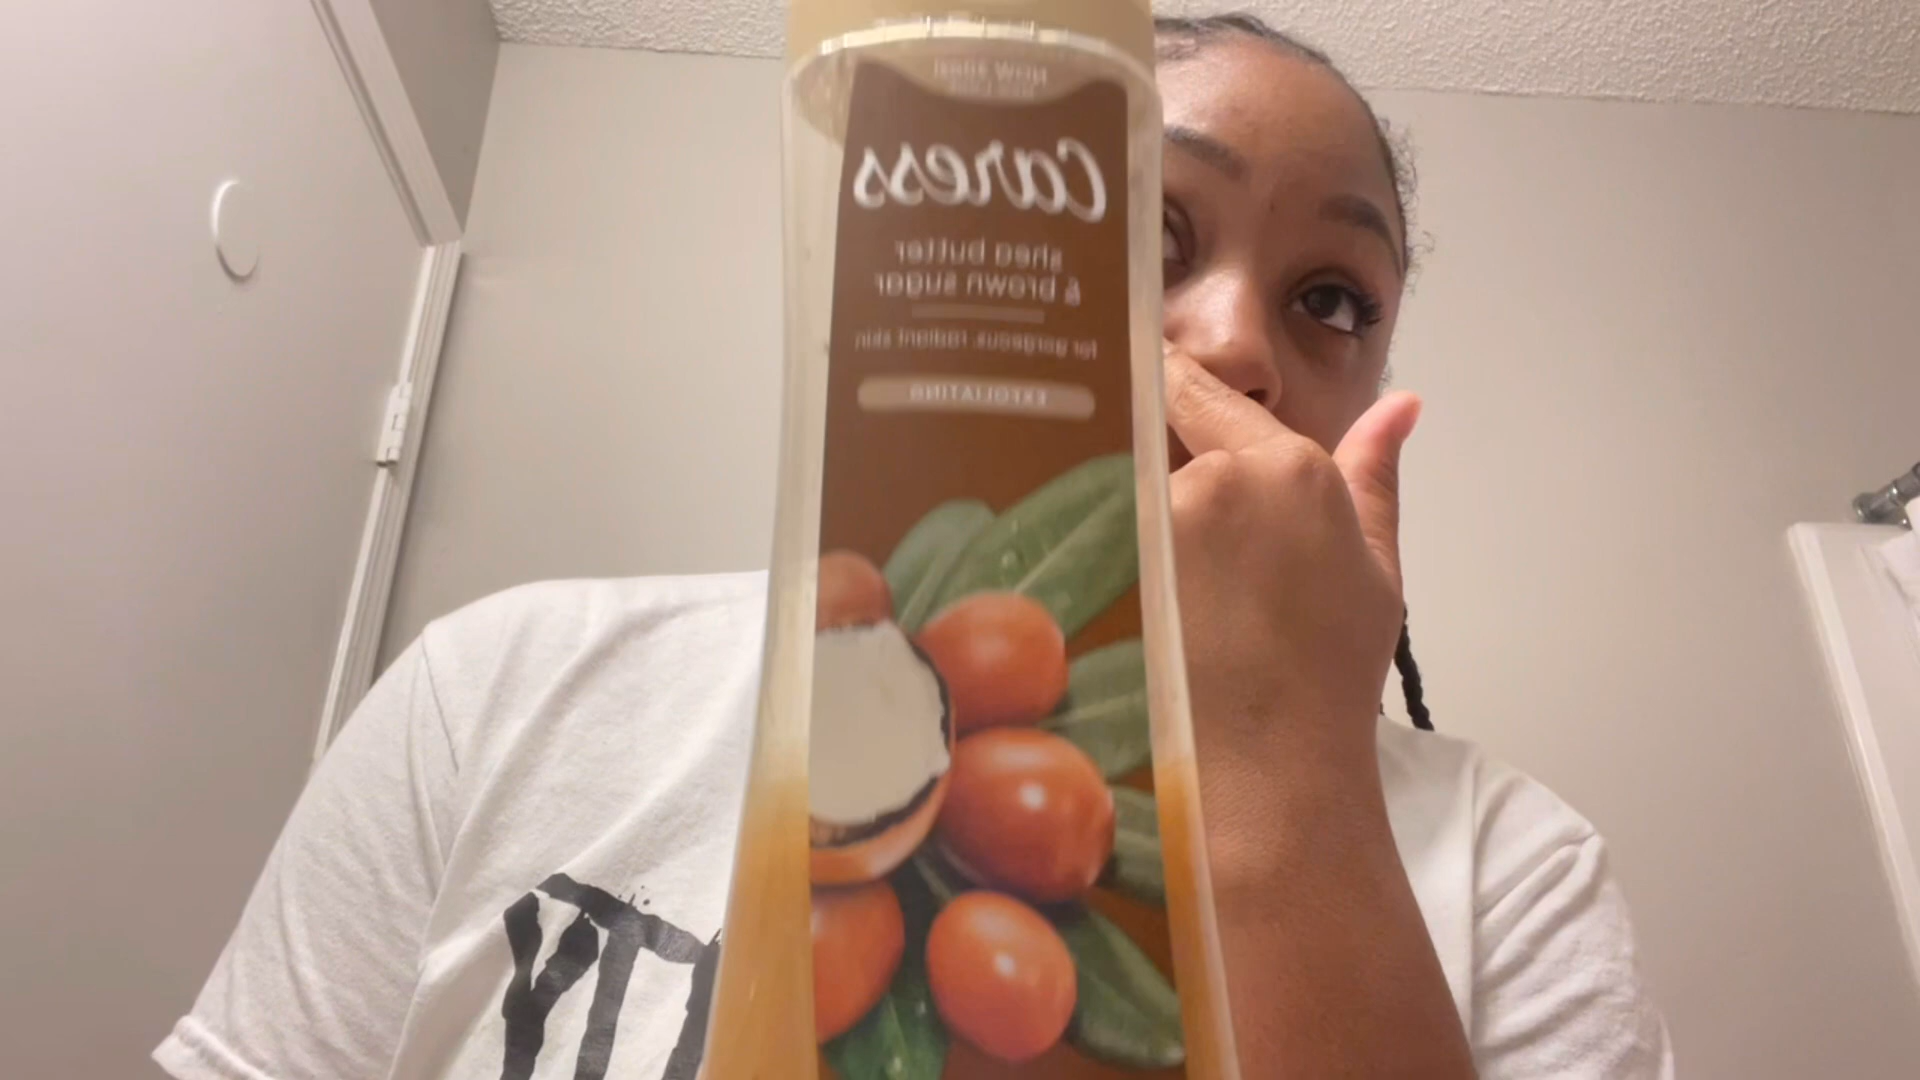 Caress
shea butter
& brown sugar
for gorgeous, radiant skin
EXFOLIATING